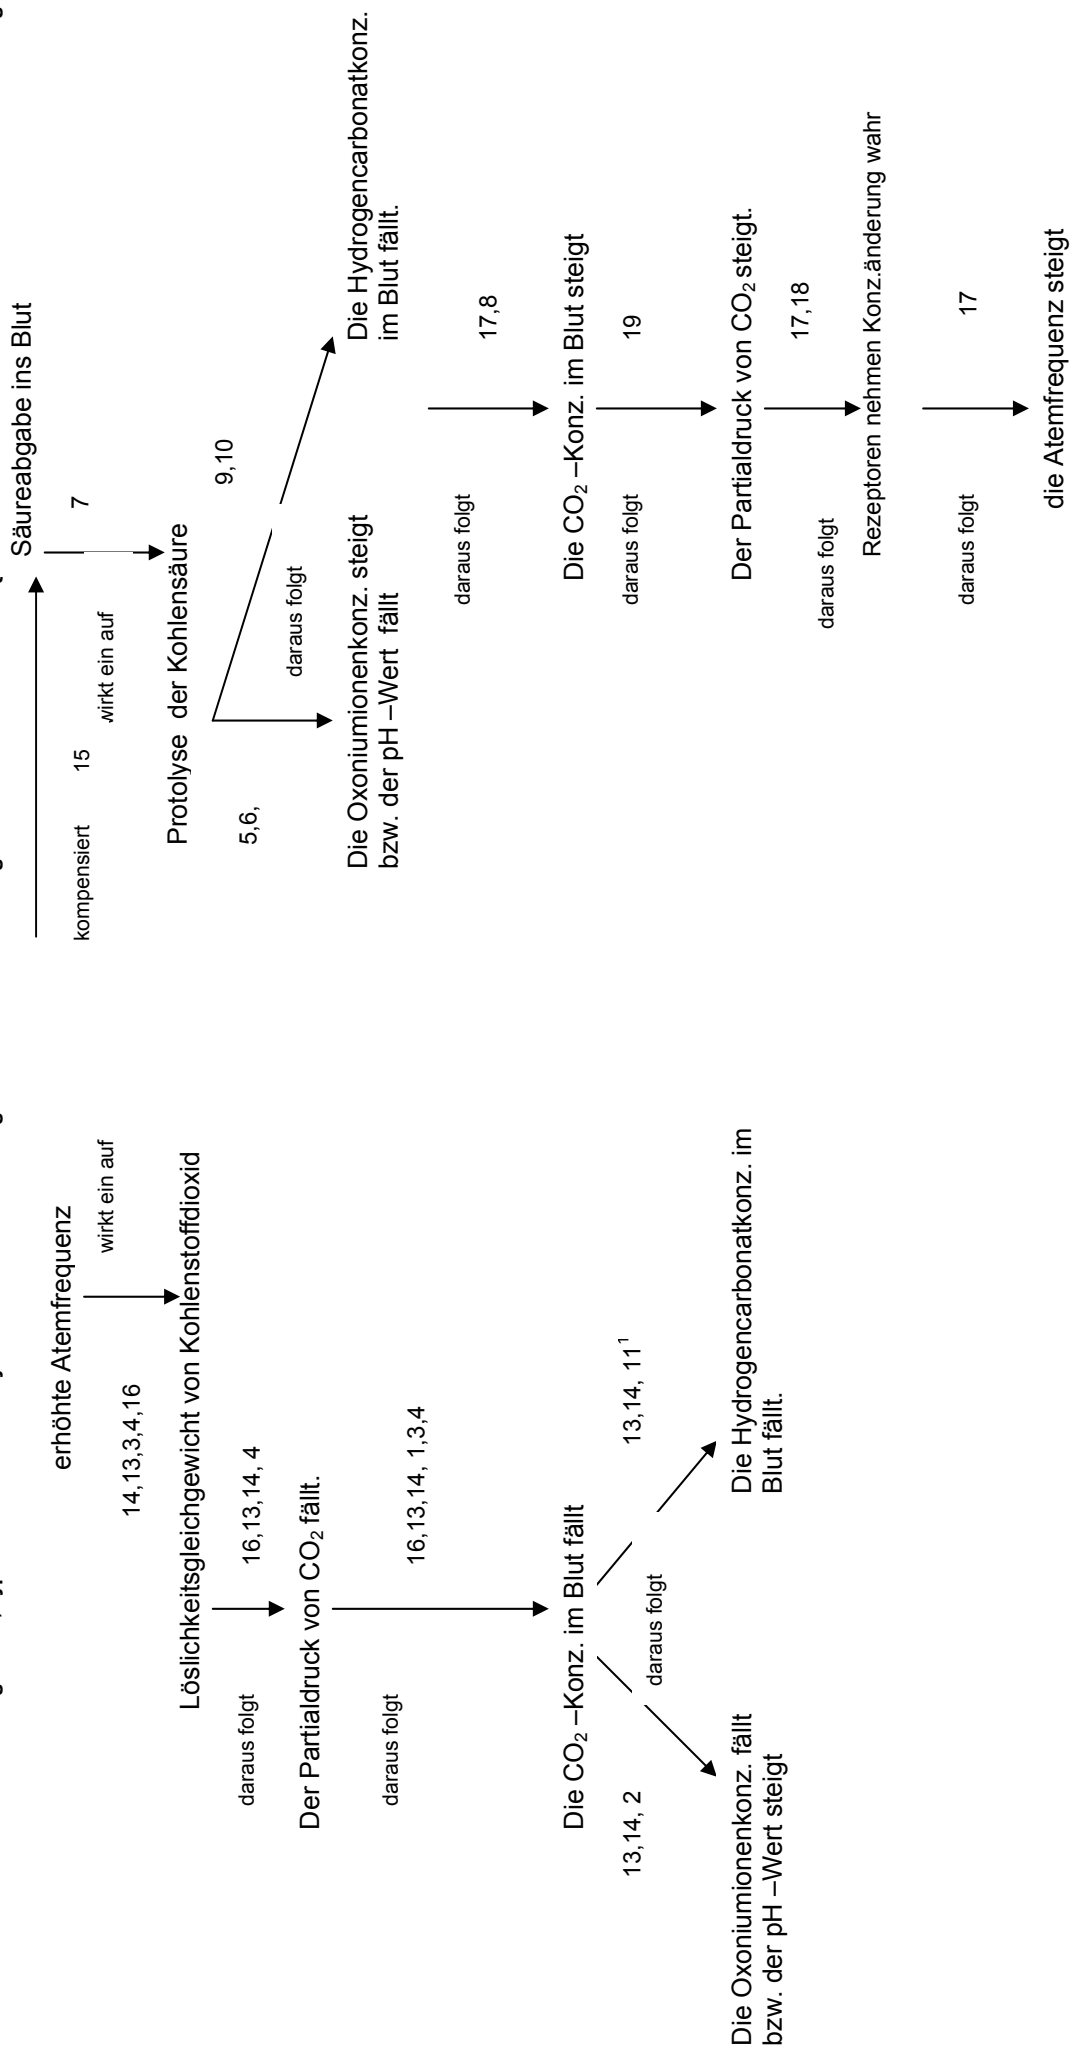 erhöhte Atemfrequenz
wirkt ein auf
14,13,3,4,16
Löslichkeitsgleichgewicht von Kohlenstoffdioxid
daraus folgt
16,13,14, 4
Der Partialdruck von CO₂ fällt.
daraus folgt
16,13,14, 1,3,4
Die CO₂ –Konz. im Blut fällt
13,14, 2
daraus folgt
13,14, 11¹
Die Oxoniumionenkonz. fällt
bzw. der pH –Wert steigt
Die Hydrogencarbonatkonz. im
Blut fällt.
kompensiert
15
Säureabgabe ins Blut
wirkt ein auf
7
Protolyse der Kohlensäure
5,6,
daraus folgt
9,10
Die Oxoniumionenkonz. steigt
bzw. der pH –Wert fällt
Die Hydrogencarbonatkonz.
im Blut fällt.
daraus folgt
17,8
Die CO₂ –Konz. im Blut steigt
daraus folgt
19
Der Partialdruck von CO₂ steigt.
daraus folgt
17,18
Rezeptoren nehmen Konz.änderung wahr
daraus folgt
17
die Atemfrequenz steigt